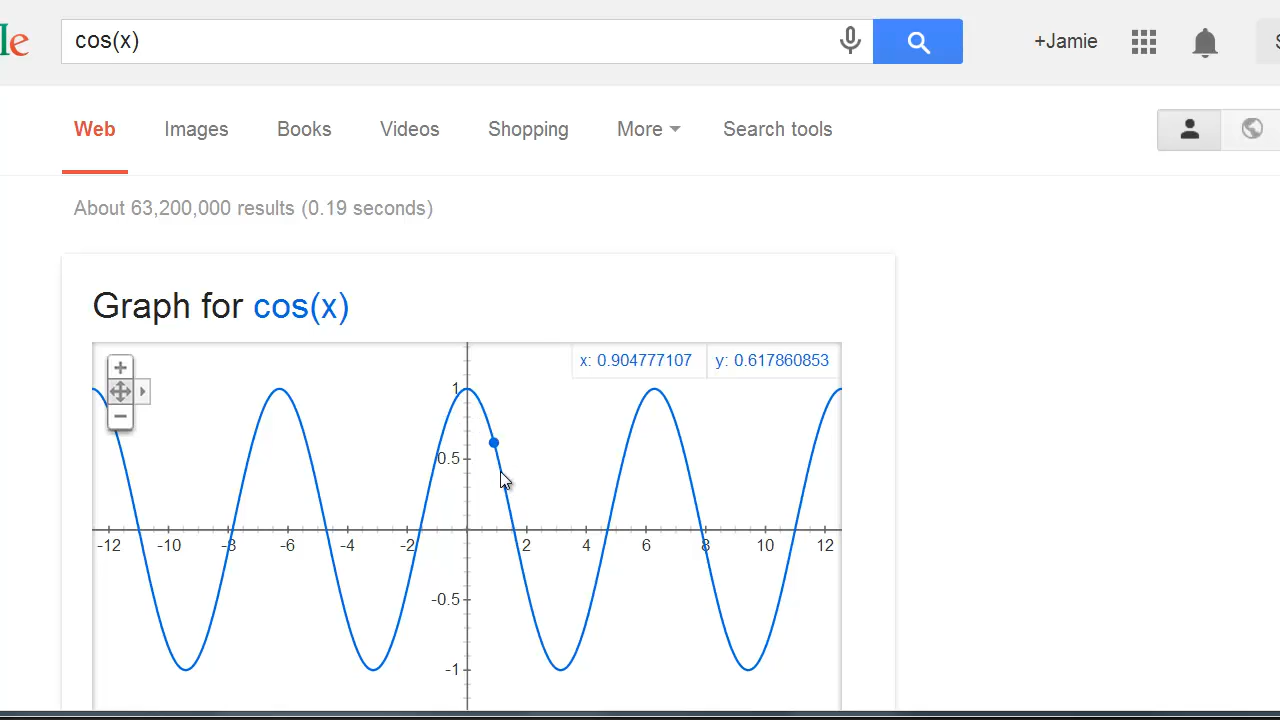 le
cos(x)
+Jamie
S
Web Images Books Videos Shopping More Search tools
About 63,200,000 results (0.19 seconds)
Graph for cos(x)
x: 0.904777107 y: 0.617860853
1
0.5
-12 -10 -8 -6 -4 -2 2 4 6 8 10 12
-0.5
-1